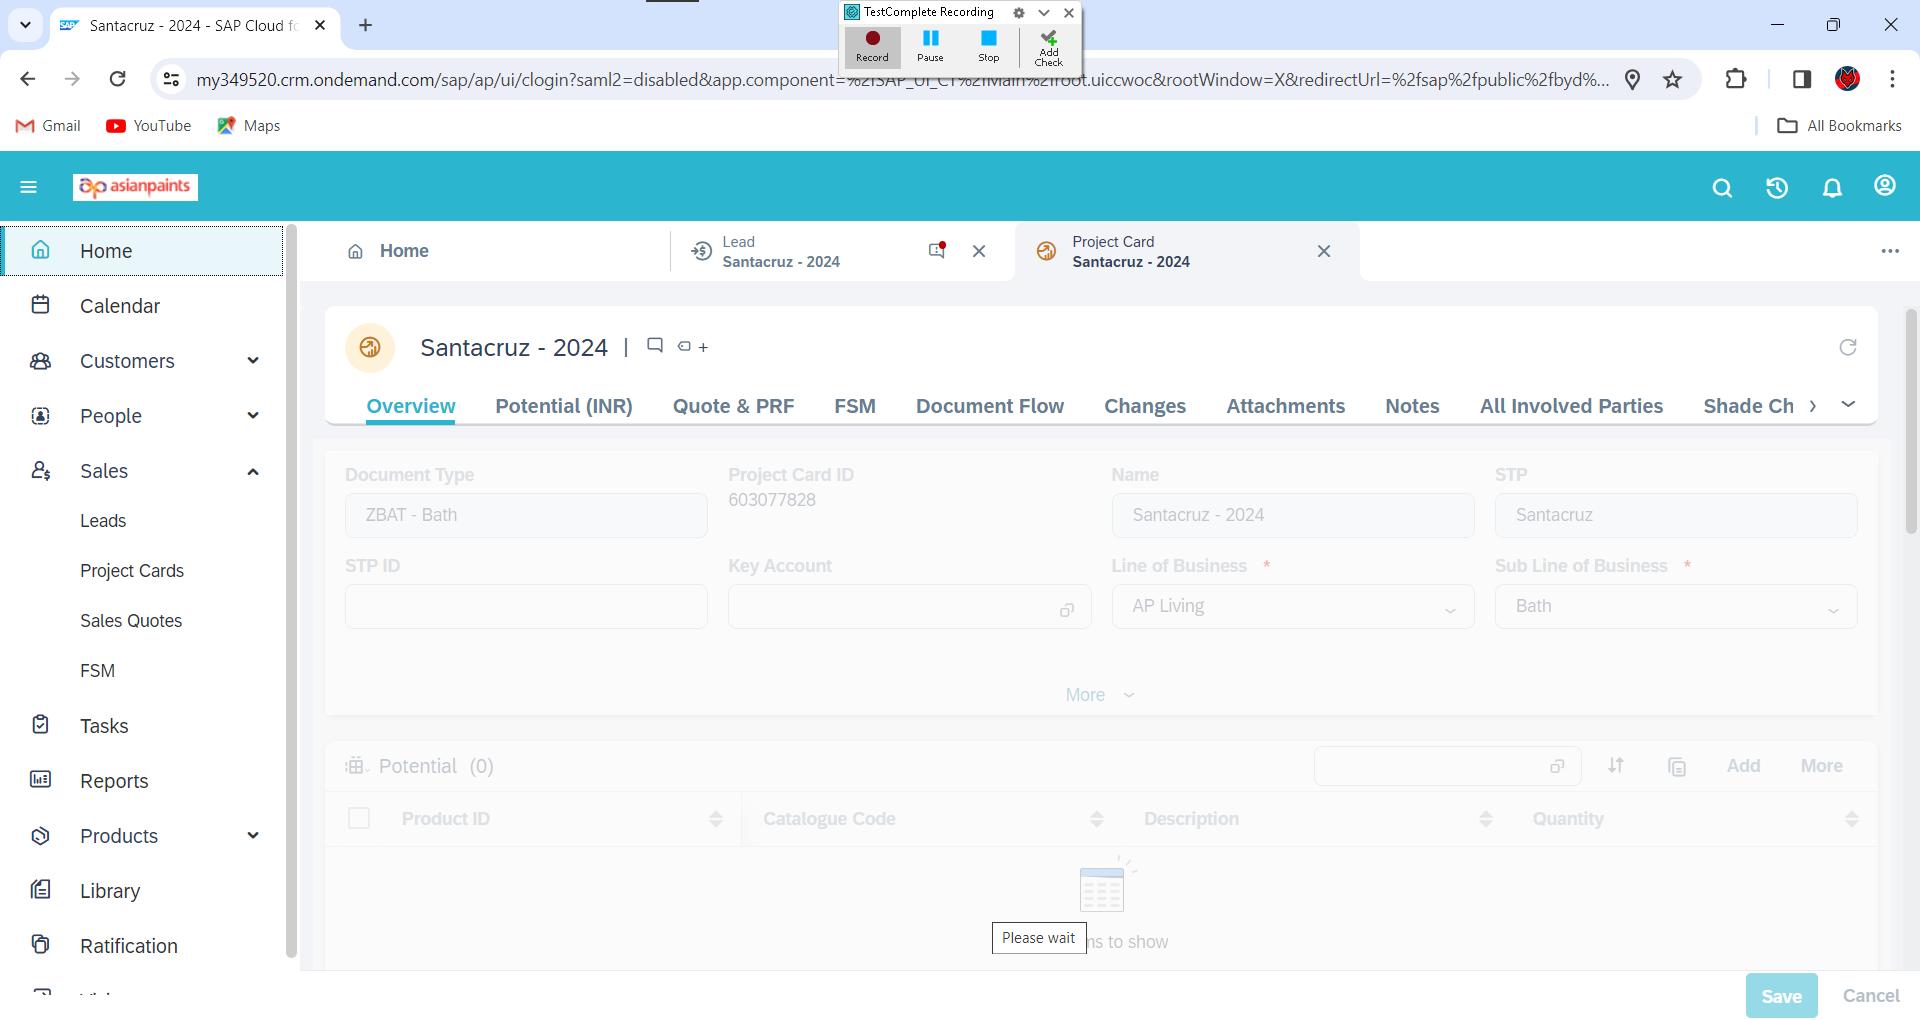 Santacruz - 2024 - SAP Cloud fo
TestComplete Recording
Record
Pause
Stop
Add Check
my349520.crm.ondemand.com/sap/ap/ui/clogin?saml2=disabled&app.component=%2fSAP_UI_CT%2fMain%2froot.uiccwoc&rootWindow=X&redirectUrl=%2fsap%2fpublic%2fbyd%...
Gmail
YouTube
Maps
All Bookmarks
asianpaints
Home
Calendar
Customers
People
Sales
Leads
Project Cards
Sales Quotes
FSM
Tasks
Reports
Products
Library
Ratification
Home
Lead
Santacruz - 2024
Project Card
Santacruz - 2024
Santacruz - 2024
Overview
Potential (INR)
Quote & PRF
FSM
Document Flow
Changes
Attachments
Notes
All Involved Parties
Shade Ch
Document Type
ZBAT - Bath
Project Card ID
603077828
Name
Santacruz - 2024
STP
Santacruz
STP ID
Key Account
Line of Business *
AP Living
Sub Line of Business *
Bath
More
Potential (0)
Add
More
Product ID
Catalogue Code
Description
Quantity
Please wait
to show
Save
Cancel